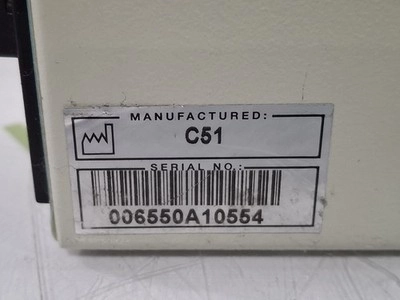 MANUFACTURED:
C51
SERIAL NO.:
006550A10554